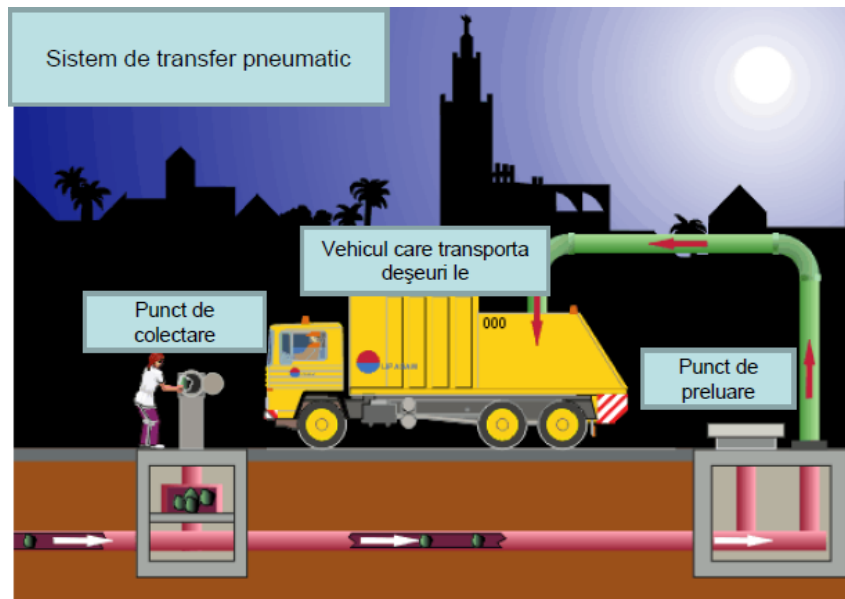 Sistem de transfer pneumatic
Vehicul care transporta
deşeuri le
Punct de
colectare
000
Punct de
preluare